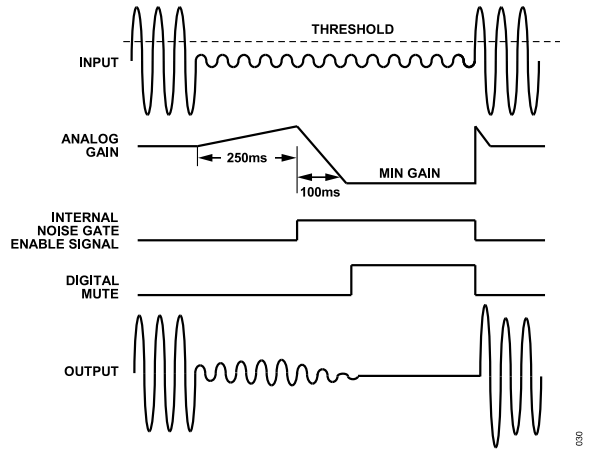 THRESHOLD
INPUT
ANALOG
GAIN
250ms
100ms
MIN GAIN
INTERNAL
NOISE GATE
ENABLE SIGNAL
DIGITAL
MUTE
OUTPUT
030